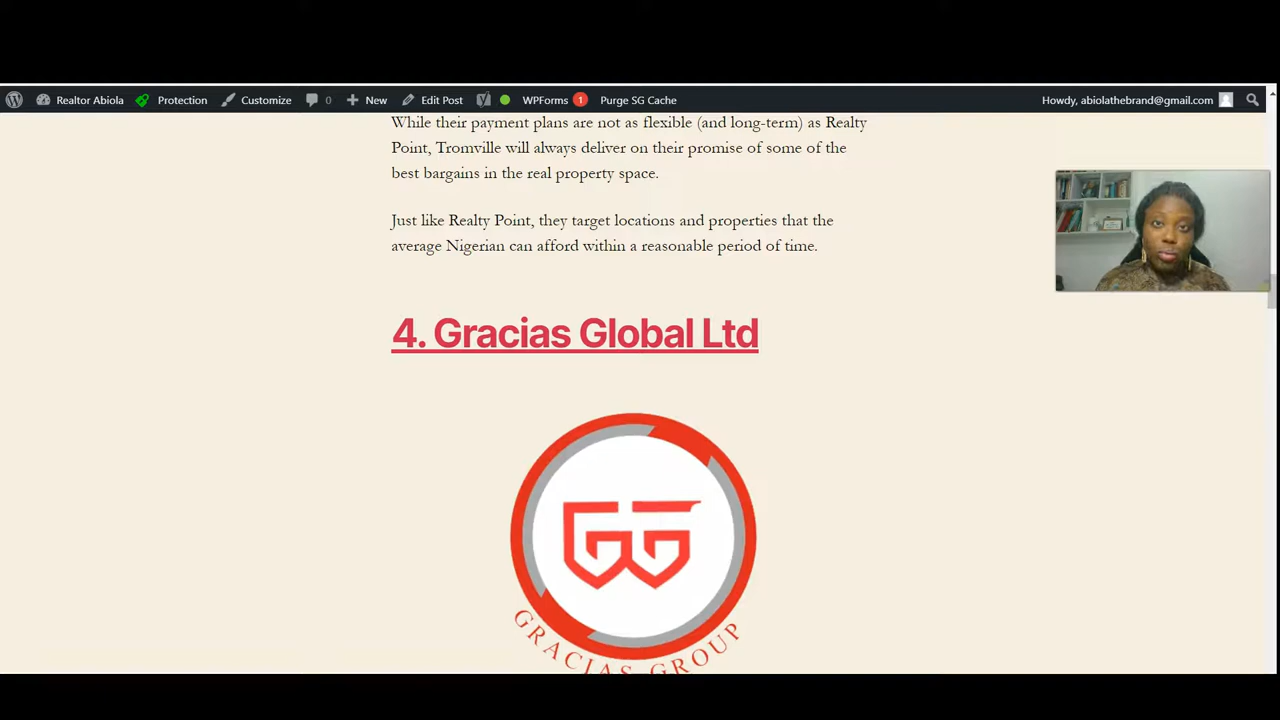 Realtor Abiola Protection Customize 0 New Edit Post WPForms 1 Purge SG Cache Howdy, abiolathebrand@gmail.com
While their payment plans are not as flexible (and long-term) as Realty
Point, Tromville will always deliver on their promise of some of the
best bargains in the real property space.
Just like Realty Point, they target locations and properties that the
average Nigerian can afford within a reasonable period of time.
4. Gracias Global Ltd
GG
GRACIAS GROUP